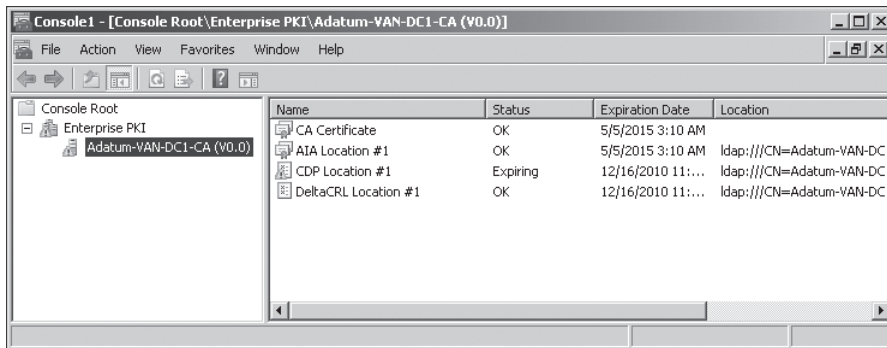 Console1 - [Console Root\Enterprise PKI\Adatum-VAN-DC1-CA (V0.0)]
File Action View Favorites Window Help
Console Root
Enterprise PKI
Adatum-VAN-DC1-CA (V0.0)
Name Status Expiration Date Location
CA Certificate OK 5/5/2015 3:10 AM
AIA Location #1 OK 5/5/2015 3:10 AM ldap:///CN=Adatum-VAN-DC
CDP Location #1 Expiring 12/16/2010 11:... ldap:///CN=Adatum-VAN-DC
DeltaCRL Location #1 OK 12/16/2010 11:... ldap:///CN=Adatum-VAN-DC